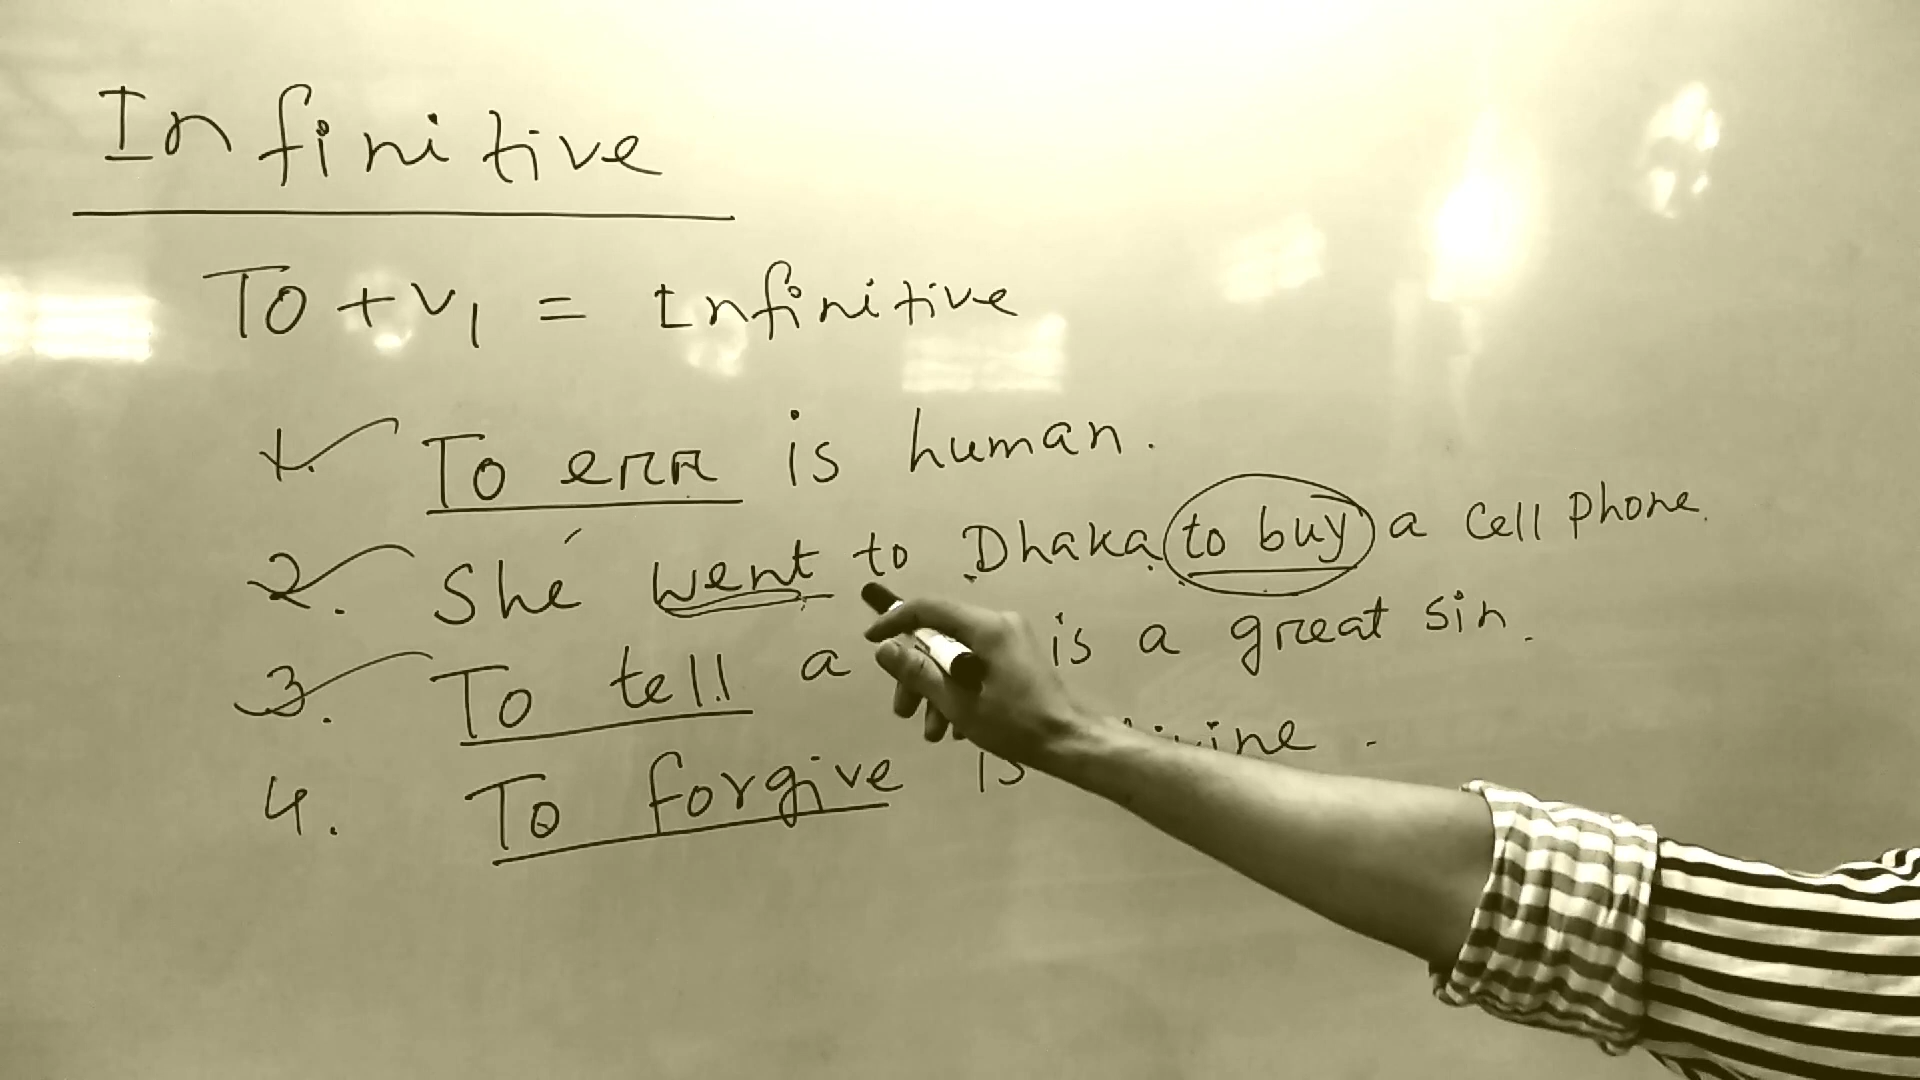 Infinitive
To + v1 = Infinitive
1. To err is human.
2. She went to Dhaka to buy a cell phone.
3. To tell a is a great sin.
4. To forgive is .